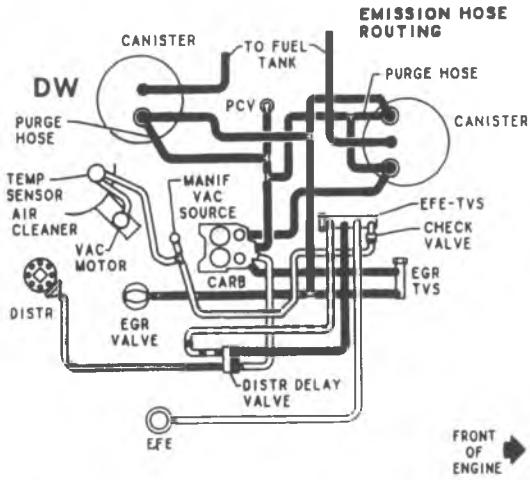 EMISSION HOSE
ROUTING
CANISTER
TO FUEL
TANK
DW
PCV
PURGE HOSE
PURGE
HOSE
CANISTER
TEMP
SENSOR
AIR
CLEANER
MANIF
VAC
SOURCE
EFE-TVS
CHECK
VALVE
VAC
MOTOR
CARB
EGR
TVS
DISTR
EGR
VALVE
DISTR DELAY
VALVE
EFE
FRONT
OF
ENGINE